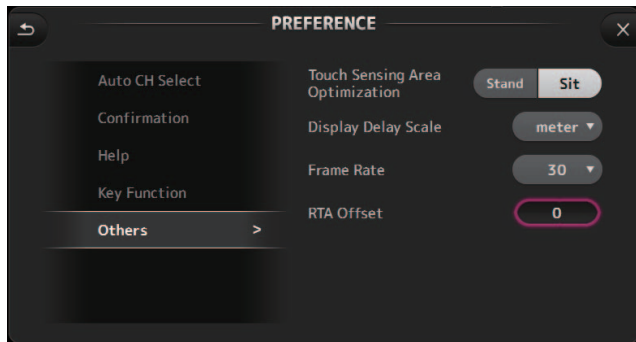 PREFERENCE
Auto CH Select
Confirmation
Help
Key Function
Others >
Touch Sensing Area
Optimization
Stand Sit
Display Delay Scale
meter ▼
Frame Rate
30 ▼
RTA Offset
0